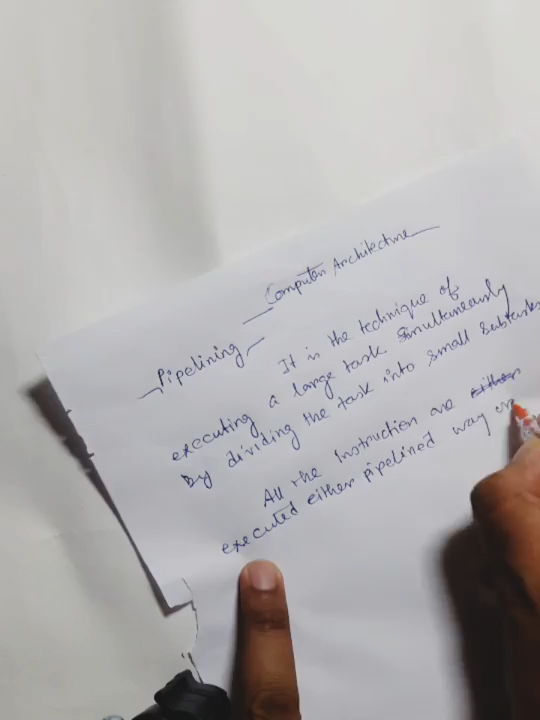 Computer Architecture
Pipelining
It is the technique of
executing a large task simultaneously
by dividing the task into small subtasks
All the instruction are either
executed either pipelined way or